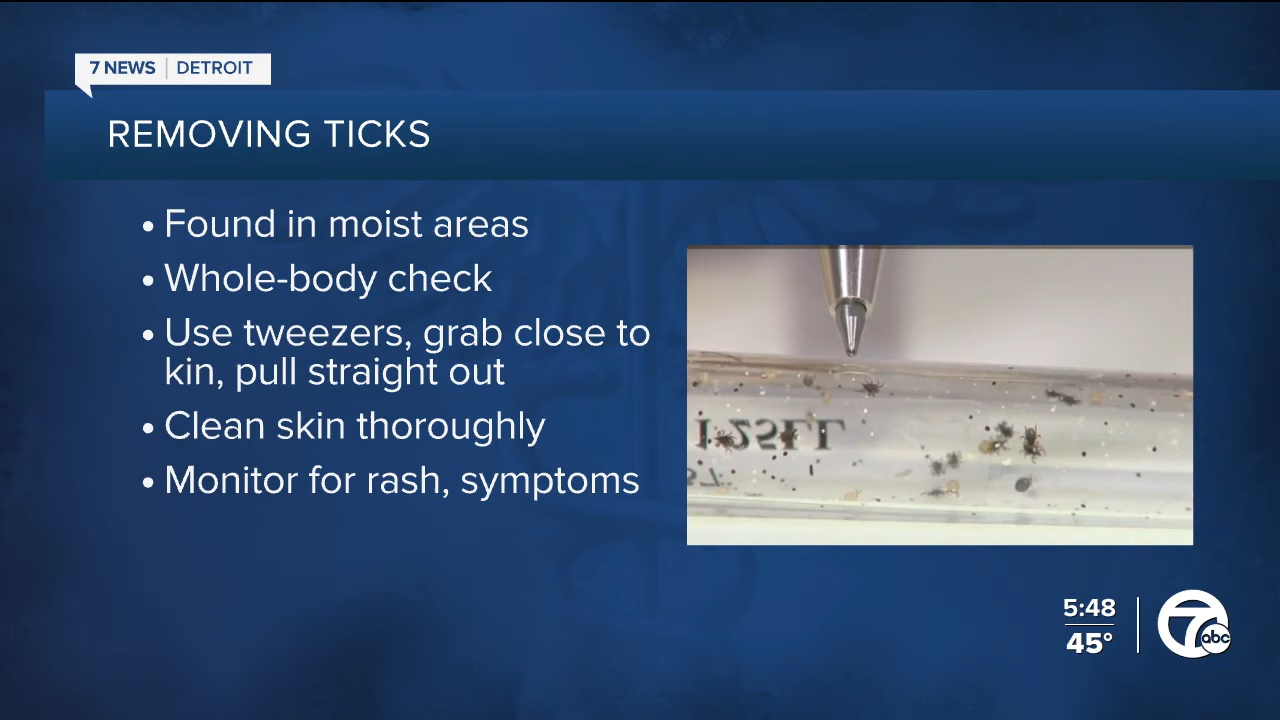 7 NEWS | DETROIT
REMOVING TICKS
• Found in moist areas
• Whole-body check
• Use tweezers, grab close to
kin, pull straight out
• Clean skin thoroughly
• Monitor for rash, symptoms
5:48
45°
7 abc